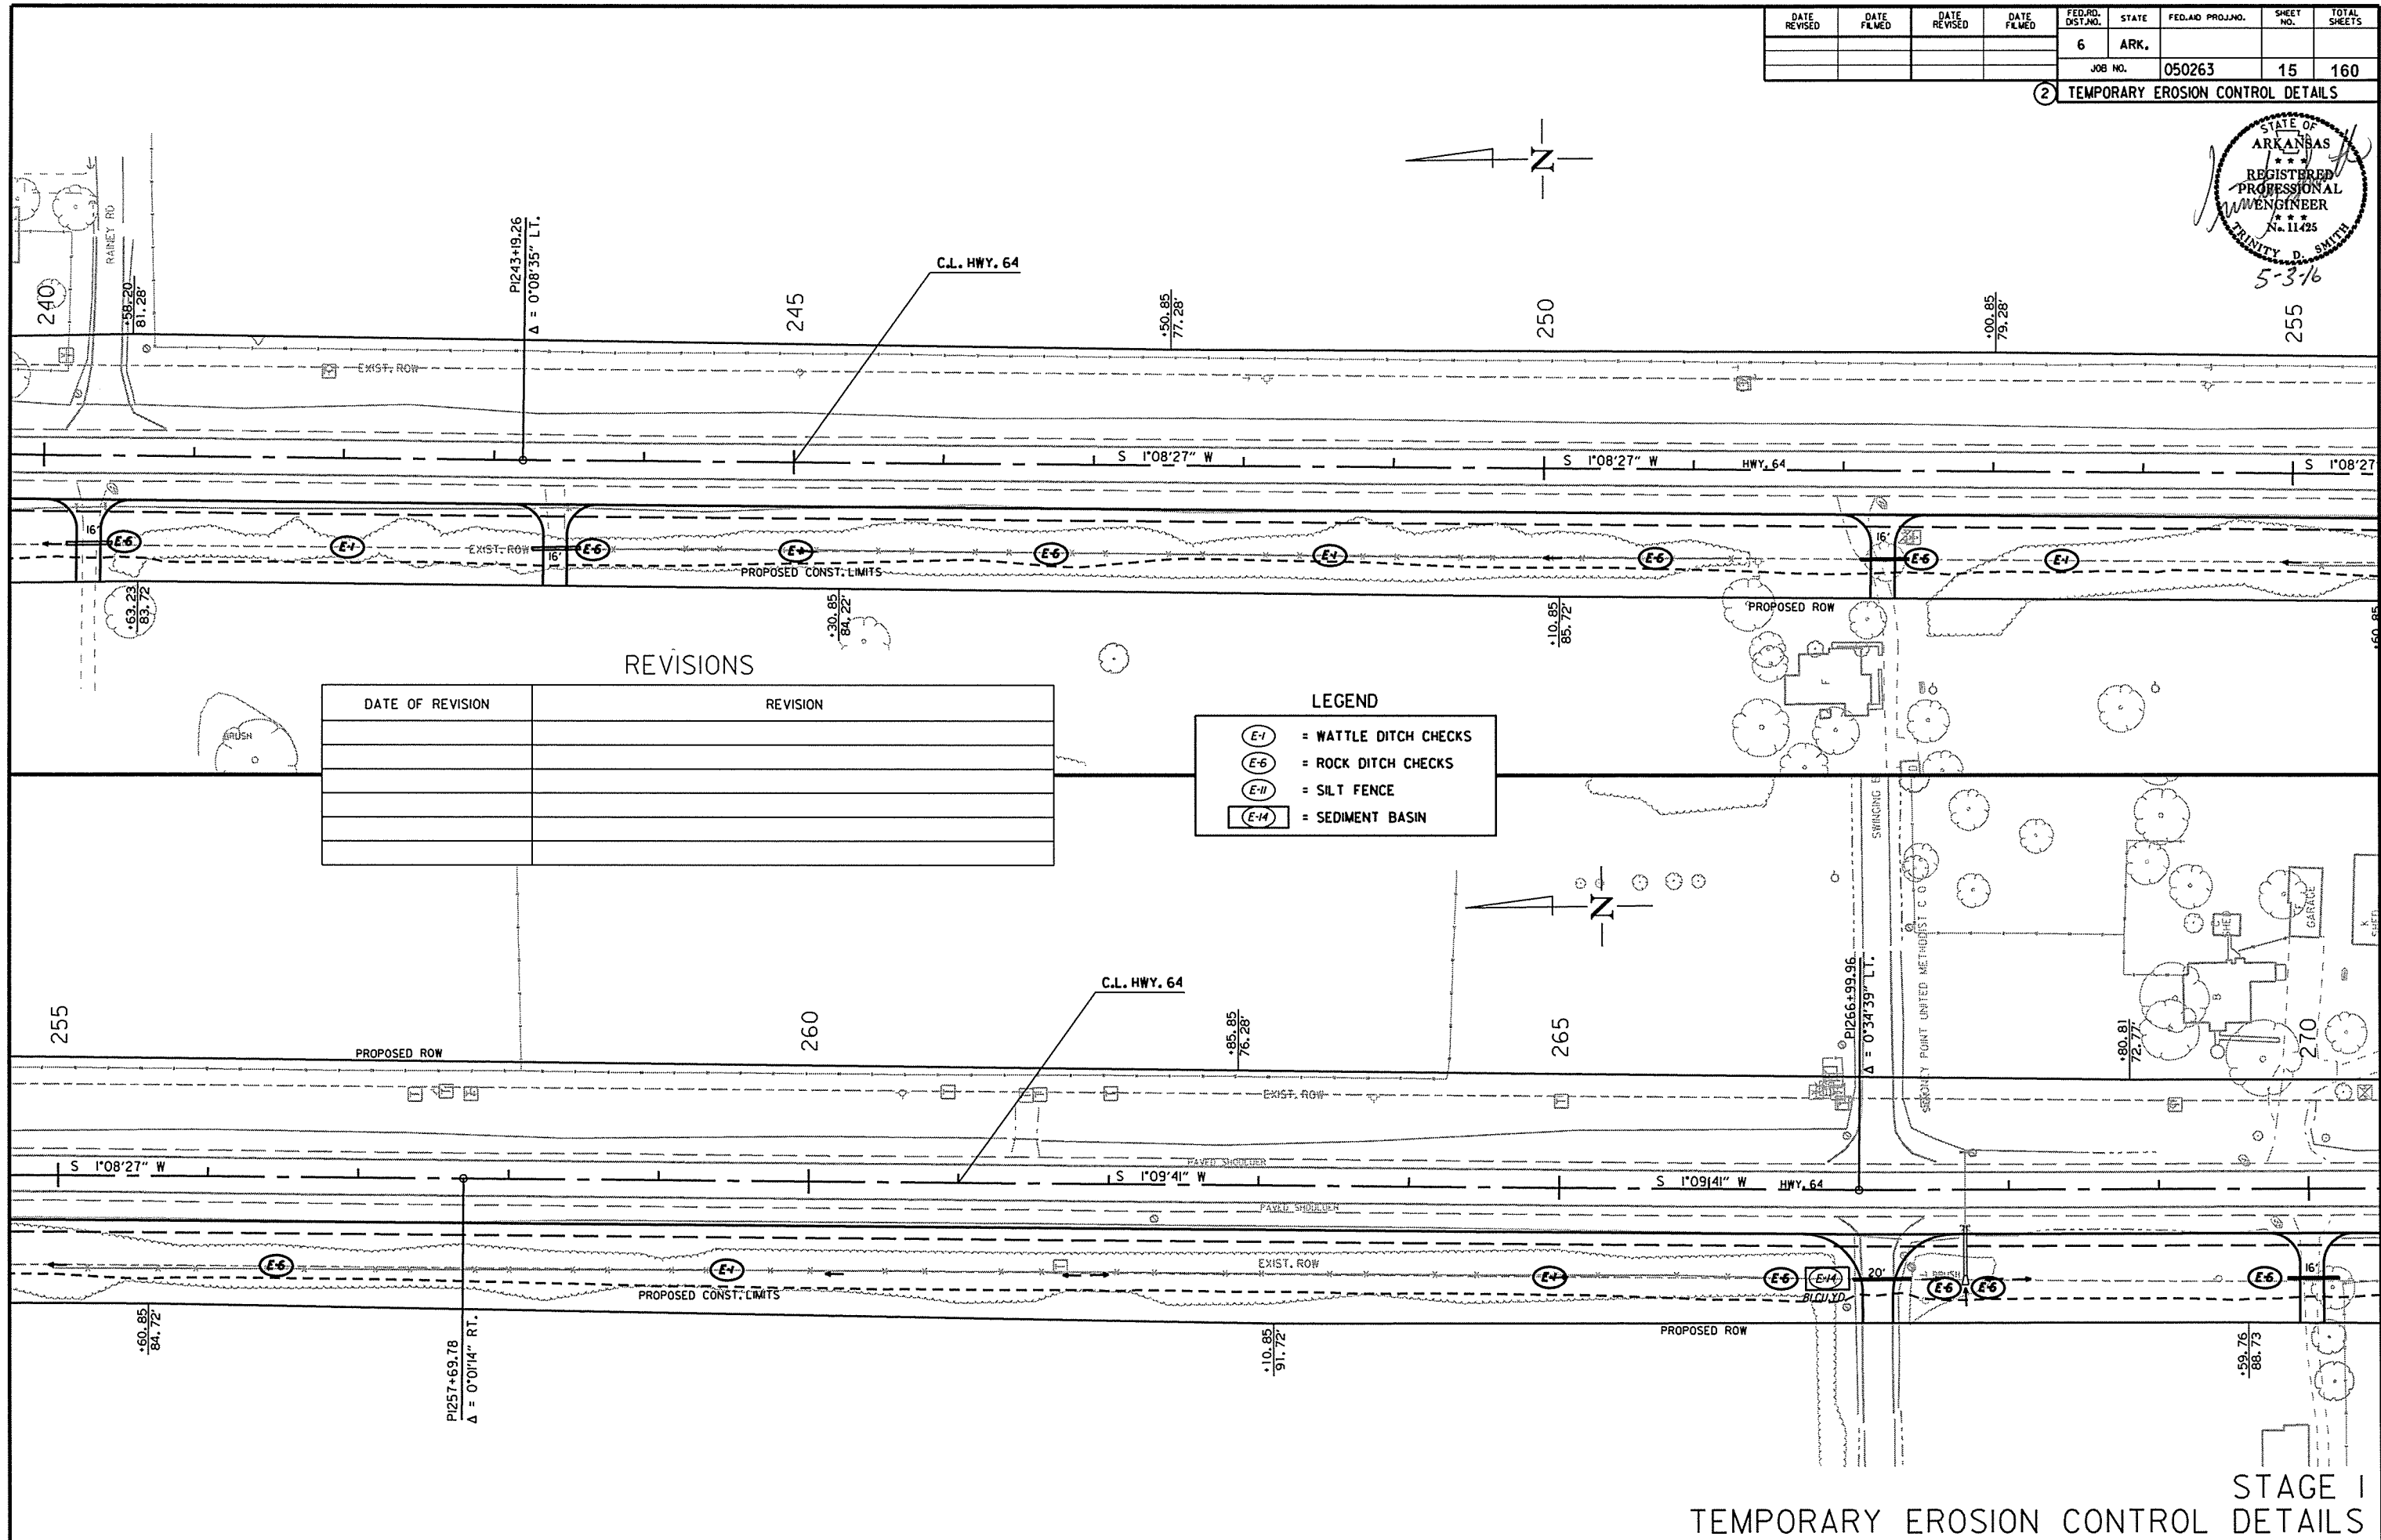 DATE REVISED DATE FILMED DATE REVISED DATE FILMED FED.RD. DIST.NO. STATE FED.AID PROJ.NO. SHEET NO. TOTAL SHEETS
6 ARK.
JOB NO. 050263 15 160
2 TEMPORARY EROSION CONTROL DETAILS
STATE OF
ARKANSAS
REGISTERED
PROFESSIONAL
ENGINEER
No. 11425
TRINITY D. SMITH
5-3-16
N
RAINEY RD
240
+58.20
81.28'
PI243+19.26
Δ = 0°08'35" LT.
C.L. HWY. 64
245
+50.85
77.28'
250
+00.85
79.28'
255
EXIST. ROW
S 1°08'27" W
S 1°08'27" W
HWY. 64
S 1°08'27
16'
E-6
E-1
EXIST. ROW
16'
E-6
E-1
E-6
E-1
E-6
16'
E-6
E-1
PROPOSED CONST. LIMITS
PROPOSED ROW
+63.23
83.72
+30.85
84.22'
+10.85
85.72'
+60.85
F
BRUSH
REVISIONS
DATE OF REVISION REVISION
LEGEND
E-1 = WATTLE DITCH CHECKS
E-6 = ROCK DITCH CHECKS
E-11 = SILT FENCE
E-14 = SEDIMENT BASIN
SWINGING B
SEDGNEY POINT UNITED METHODIST C O
GARAGE
SHED
K
SHED
B
N
C.L. HWY. 64
255
260
+85.85
76.28'
265
PI266+99.96
Δ = 0°34'39" LT.
+80.81
72.77'
270
PROPOSED ROW
EXIST. ROW
PAVED SHOULDER
S 1°08'27" W
S 1°09'41" W
S 1°09'41" W
HWY. 64
PAVED SHOULDER
E-6
E-1
EXIST. ROW
E-1
E-6
E-14
20'
BRUSH
E-6
E-6
E-6
16'
PROPOSED CONST. LIMITS
PROPOSED ROW
+60.85
84.72'
PI257+69.78
Δ = 0°01'14" RT.
+10.85
91.72'
+59.76
88.73
STAGE 1
TEMPORARY EROSION CONTROL DETAILS